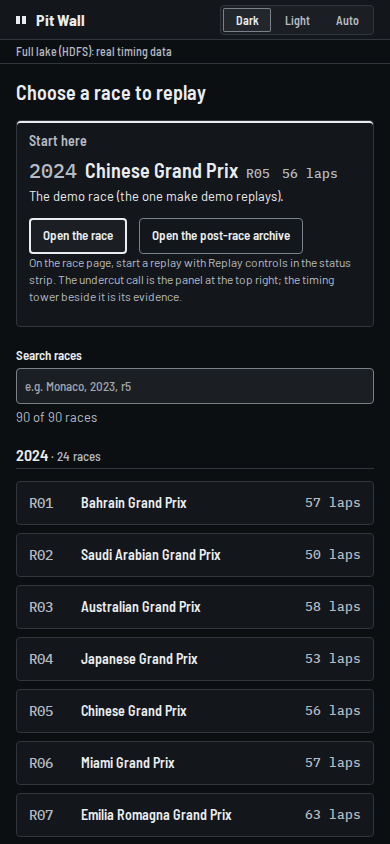 Pit Wall
Dark Light Auto
Full lake (HDFS): real timing data
Choose a race to replay
Start here
2024 Chinese Grand Prix R05 56 laps
The demo race (the one make demo replays).
Open the race Open the post-race archive
On the race page, start a replay with Replay controls in the status
strip. The undercut call is the panel at the top right; the timing
tower beside it is its evidence.
Search races
e.g. Monaco, 2023, r5
90 of 90 races
2024 · 24 races
R01 Bahrain Grand Prix 57 laps
R02 Saudi Arabian Grand Prix 50 laps
R03 Australian Grand Prix 58 laps
R04 Japanese Grand Prix 53 laps
R05 Chinese Grand Prix 56 laps
R06 Miami Grand Prix 57 laps
R07 Emilia Romagna Grand Prix 63 laps